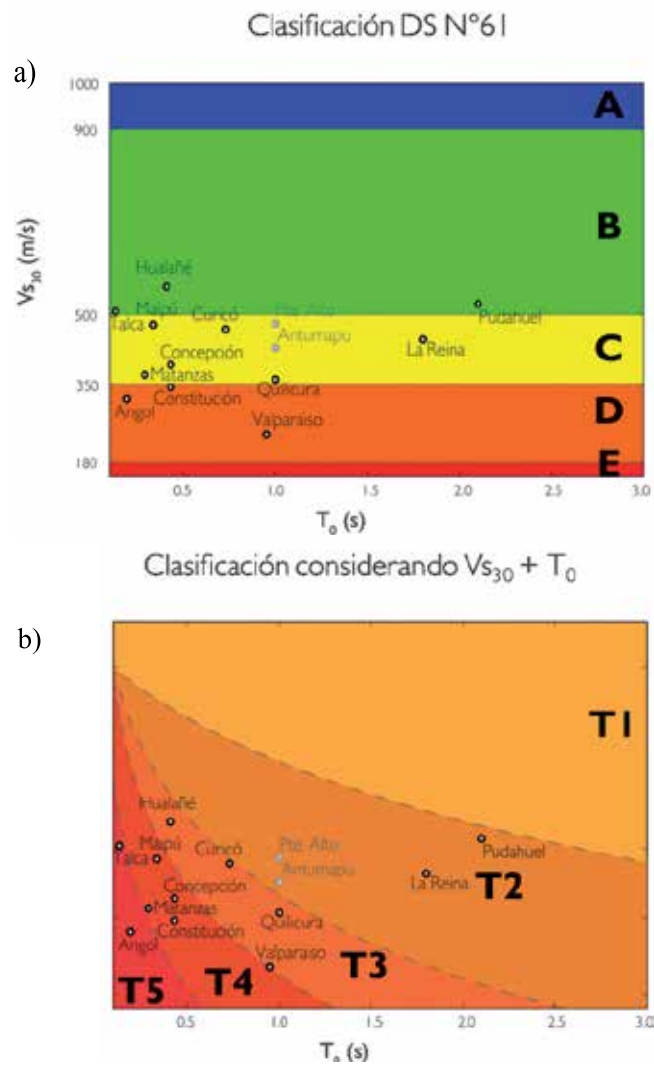 Clasificación DS N°61
a)
1000
A
900
Vs30 (m/s)
B
Hualañé
500
Talca Maipú Curicó Pte. Alto Pudahuel
Antumapu La Reina C
Concepción
Matanzas
350
Constitución Quilicura
Angol D
Valparaiso
180 E
0.5 1.0 1.5 2.0 2.5 3.0
T0 (s)
Clasificación considerando Vs30 + T0
b)
T1
Hualañé
Talca Maipú Curicó Pte. Alto Pudahuel
Antumapu La Reina T2
Concepción
Matanzas
Constitución Quilicura
Angol
Valparaiso T3
T5 T4
0.5 1.0 1.5 2.0 2.5 3.0
T0 (s)